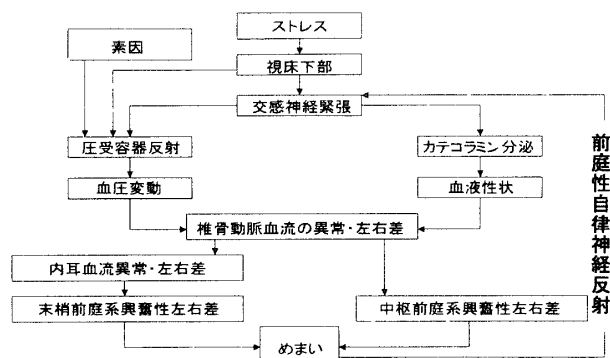 ストレス
素因
視床下部
交感神経緊張
圧受容器反射
カテコラミン分泌
血圧変動
血液性状
椎骨動脈血流の異常・左右差
内耳血流異常・左右差
末梢前庭系興奮性左右差
中枢前庭系興奮性左右差
めまい
前庭性自律神経反射